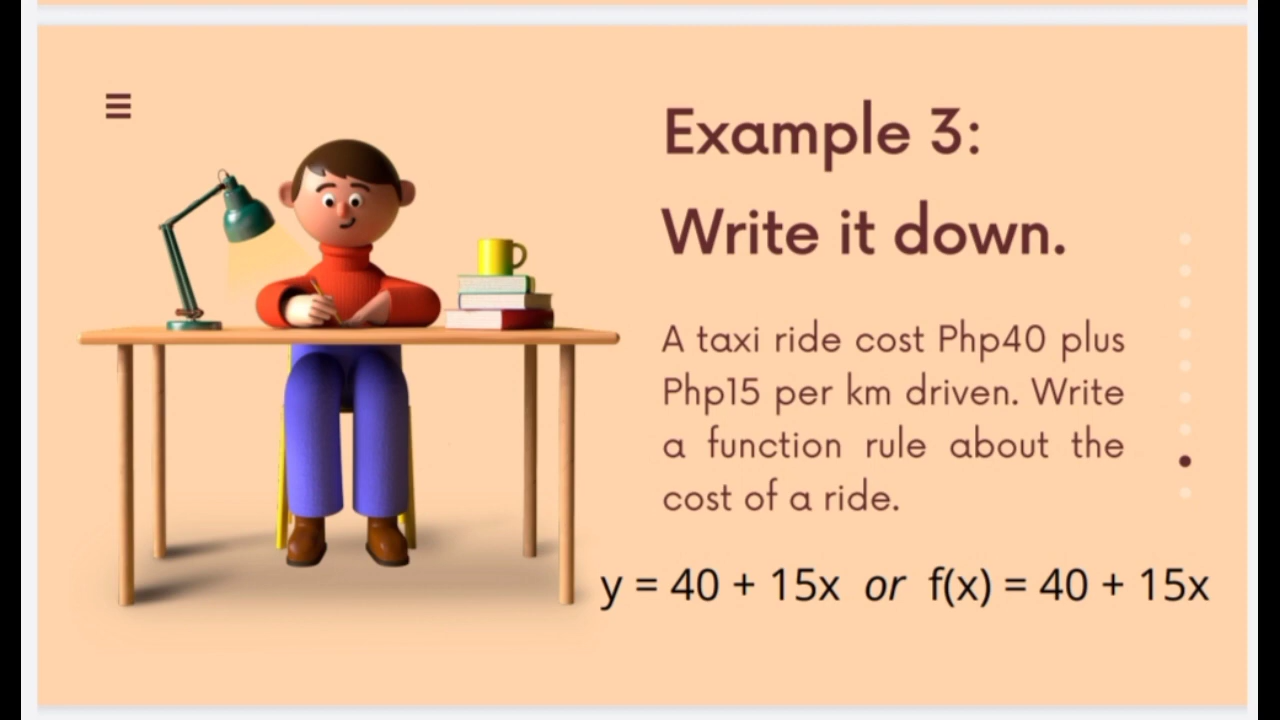 Example 3:
Write it down.
A taxi ride cost Php40 plus
Php15 per km driven. Write
a function rule about the
cost of a ride.
y = 40 + 15x or f(x) = 40 + 15x